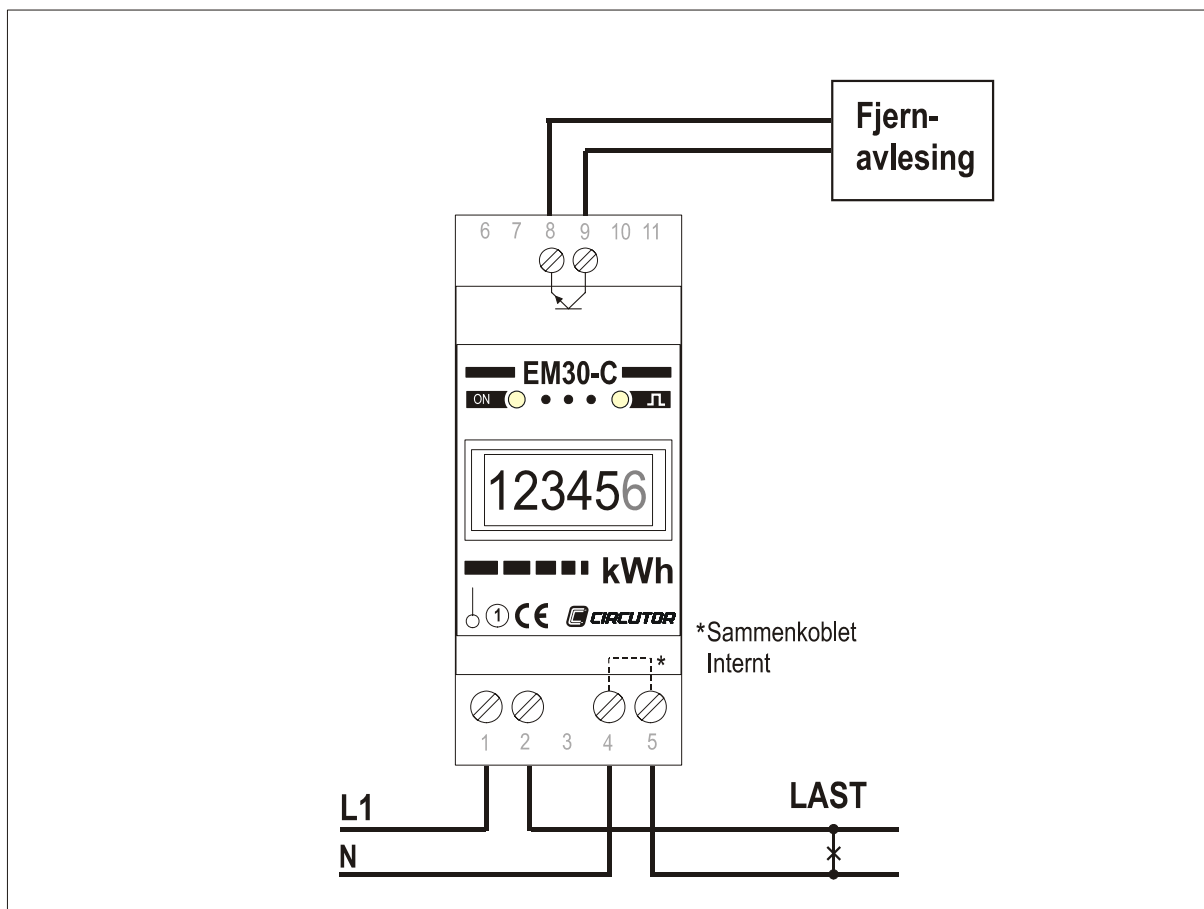 Fjern-
avlesing
6 7 8 9 10 11
EM30-C
ON
123456
kWh
1 CE CIRCUTOR
*Sammenkoblet
Internt
*
1 2 3 4 5
L1
LAST
N